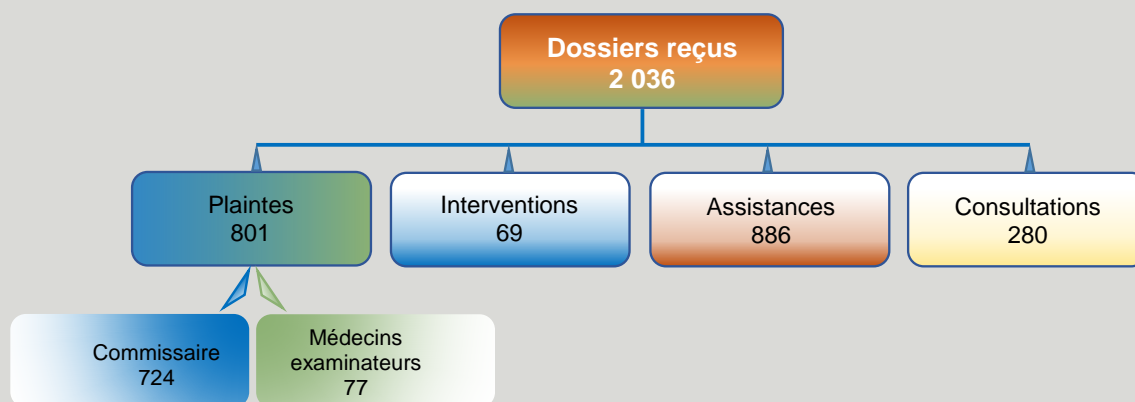 Dossiers reçus
2 036
Plaintes
801
Interventions
69
Assistances
886
Consultations
280
Commissaire
724
Médecins
examinateurs
77